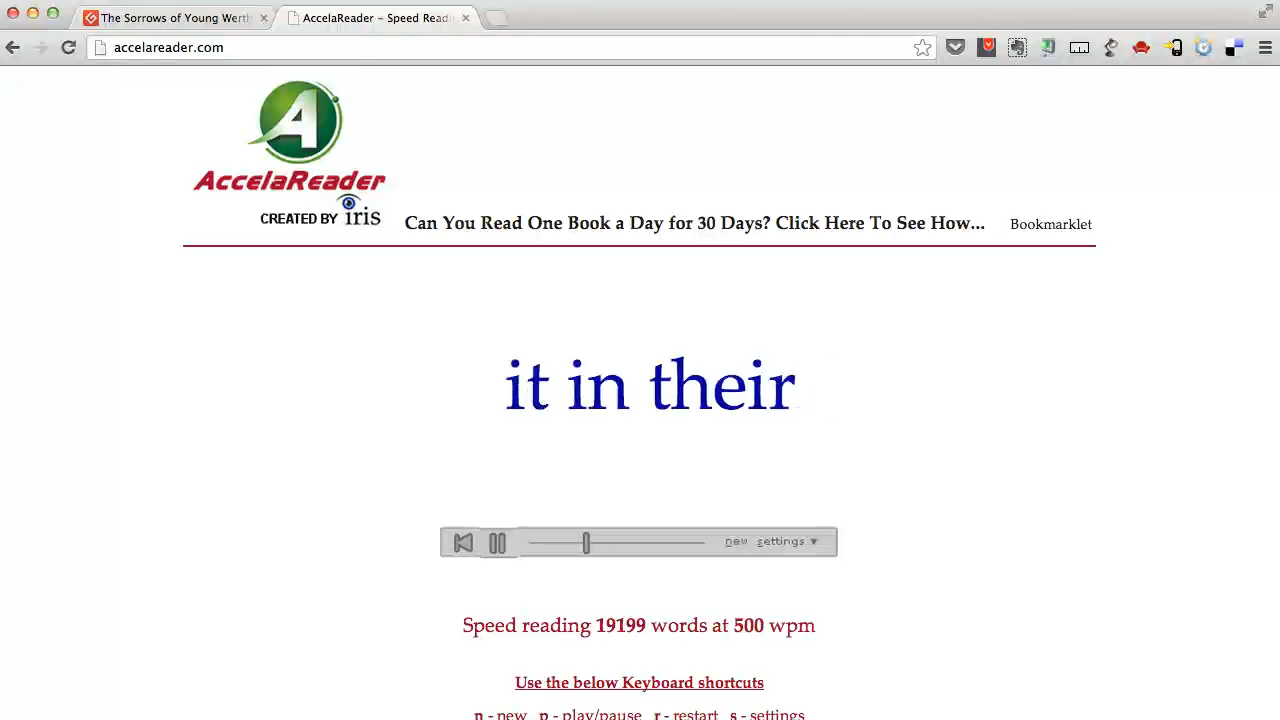 The Sorrows of Young Wert
AccelaReader - Speed Read
accelareader.com
A
AccelaReader
CREATED BY iris
Can You Read One Book a Day for 30 Days? Click Here To See How...
Bookmarklet
it in their
new settings ▼
Speed reading 19199 words at 500 wpm
Use the below Keyboard shortcuts
n - new p - play/pause r - restart s - settings